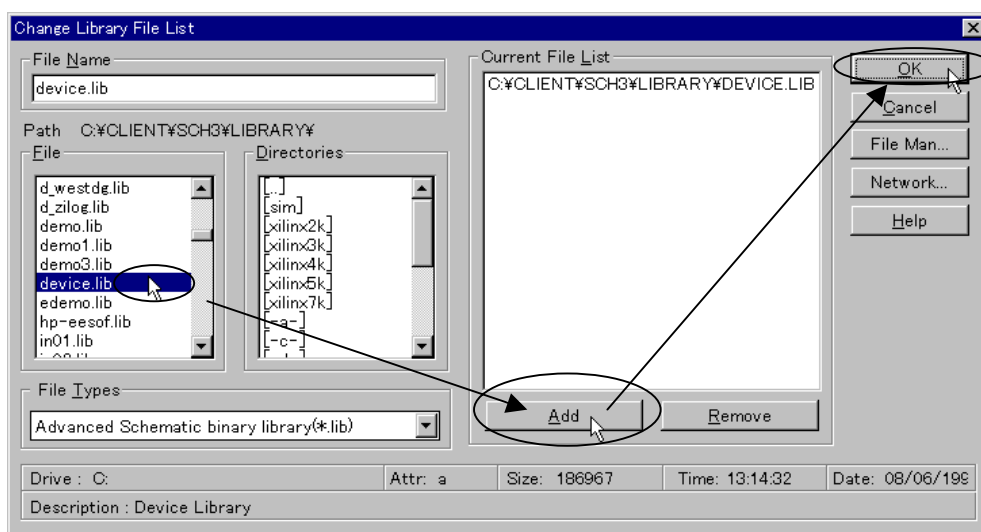 Change Library File List
File Name
device.lib
Path C:¥CLIENT¥SCH3¥LIBRARY¥
File
d_westdg.lib
d_zilog.lib
demo.lib
demo1.lib
demo3.lib
device.lib
edemo.lib
hp-eesof.lib
in01.lib
Directories
[..]
[sim]
[xilinx2k]
[xilinx3k]
[xilinx4k]
[xilinx5k]
[xilinx7k]
[-a-]
[-c-]
File Types
Advanced Schematic binary library(*.lib)
Current File List
C:¥CLIENT¥SCH3¥LIBRARY¥DEVICE.LIB
Add
Remove
OK
Cancel
File Man...
Network...
Help
Drive : C:
Attr: a
Size: 186967
Time: 13:14:32
Date: 08/06/199
Description : Device Library